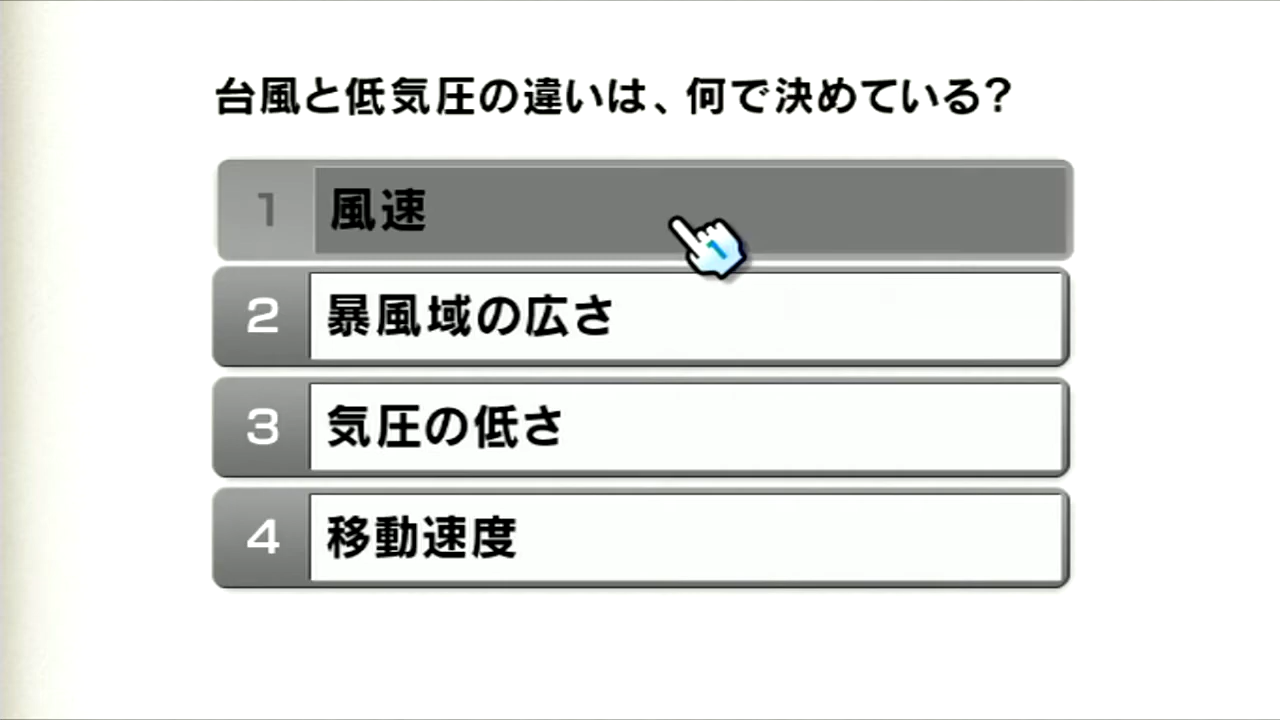 台風と低気圧の違いは、何で決めている?
1 風速
2 暴風域の広さ
3 気圧の低さ
4 移動速度
1